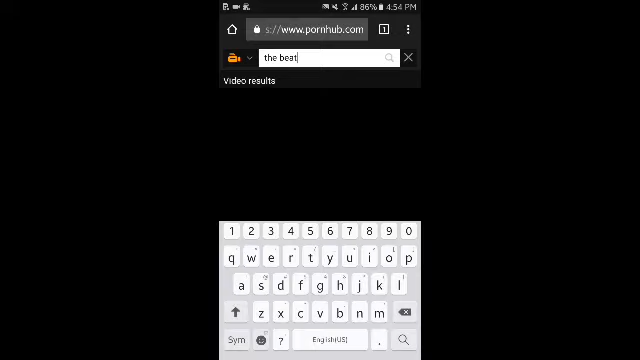 86% 4:54 PM
s://www.pornhub.com 1
the beat
Video results
1 2 3 4 5 6 7 8 9 0
q w e r t y u i o p
a s d f g h j k l
z x c v b n m
Sym ? English(US) .